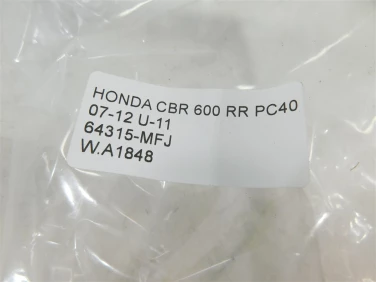 HONDA CBR 600 RR PC40
07-12 U-11
64315-MFJ
W.A1848